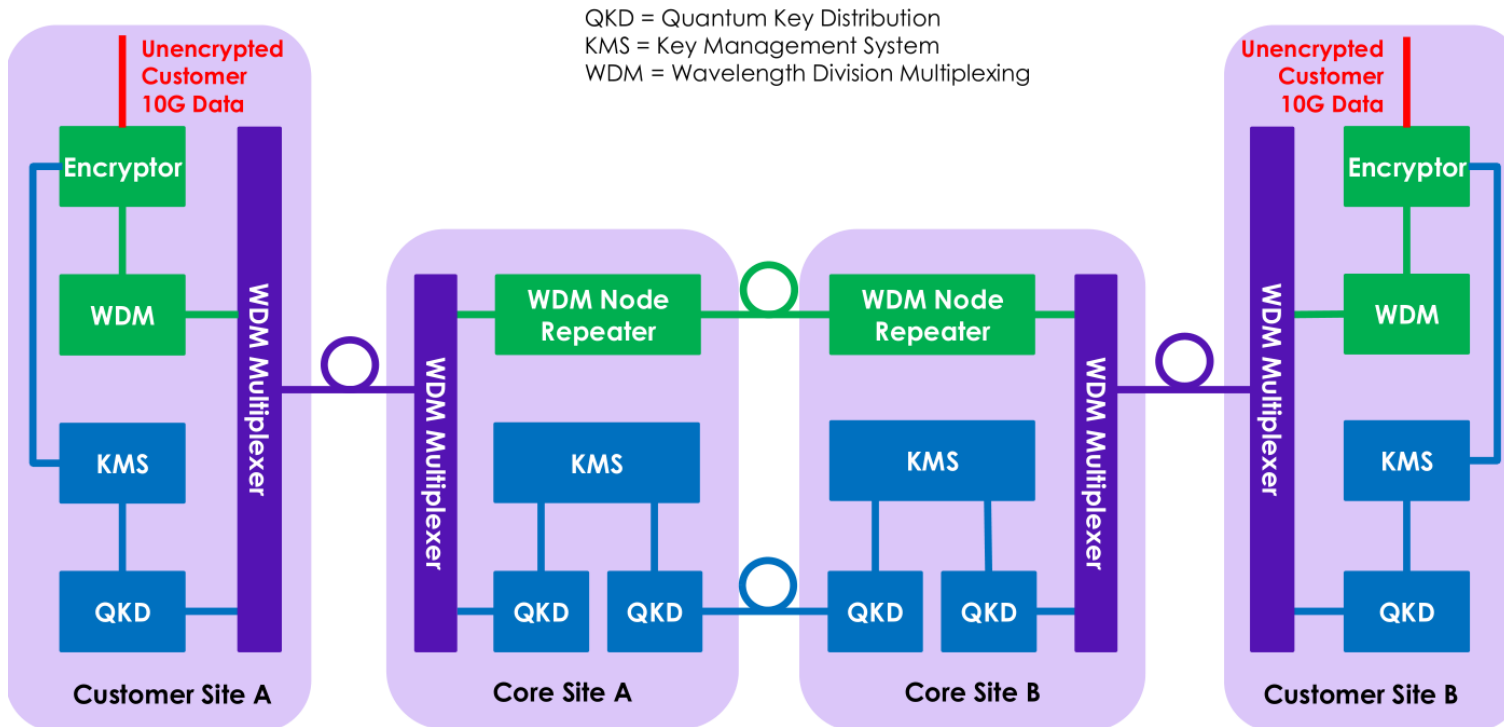 QKD = Quantum Key Distribution
KMS = Key Management System
WDM = Wavelength Division Multiplexing
Unencrypted
Customer
10G Data
Encryptor
WDM
KMS
QKD
WDM Multiplexer
Customer Site A
WDM Multiplexer
WDM Node
Repeater
KMS
QKD
QKD
Core Site A
WDM Node
Repeater
KMS
QKD
QKD
WDM Multiplexer
Core Site B
Unencrypted
Customer
10G Data
WDM Multiplexer
Encryptor
WDM
KMS
QKD
Customer Site B